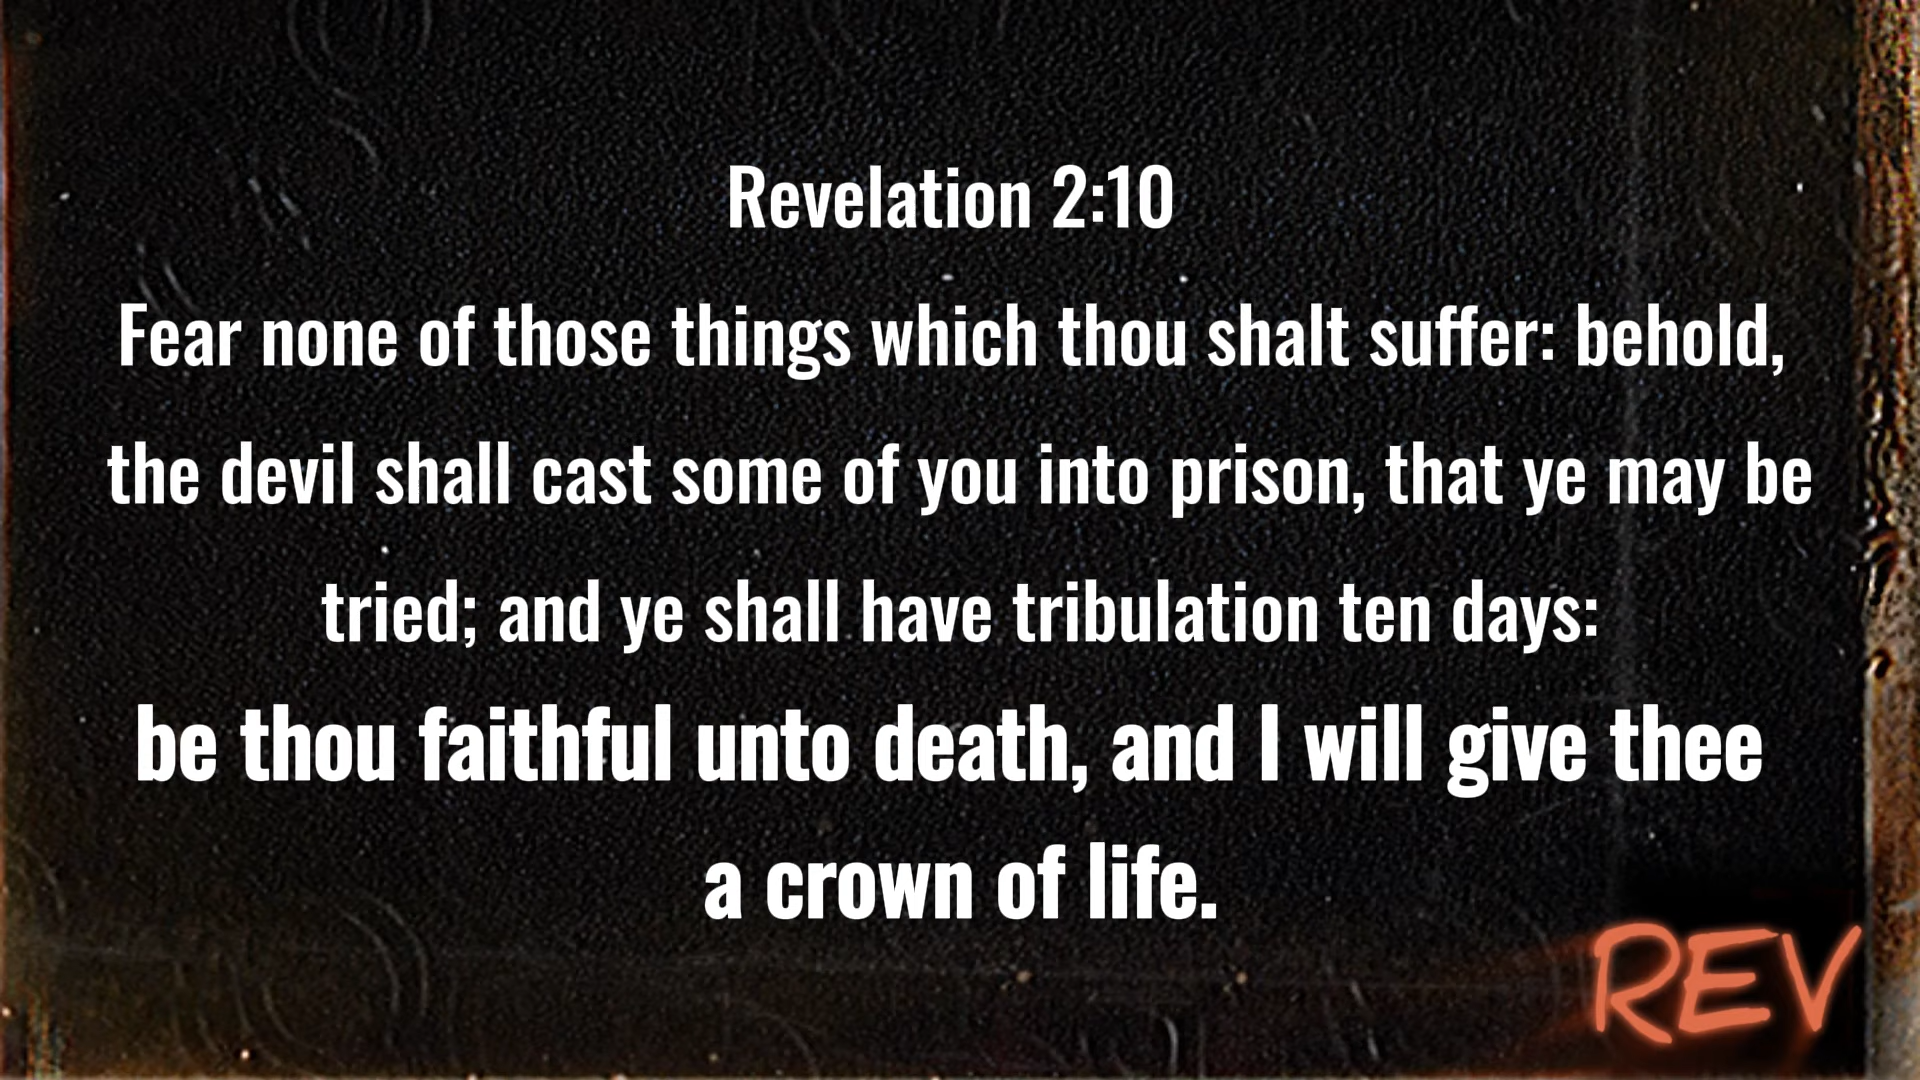 Revelation 2:10
Fear none of those things which thou shalt suffer: behold,
the devil shall cast some of you into prison, that ye may be
tried; and ye shall have tribulation ten days:
be thou faithful unto death, and I will give thee
a crown of life.
REV